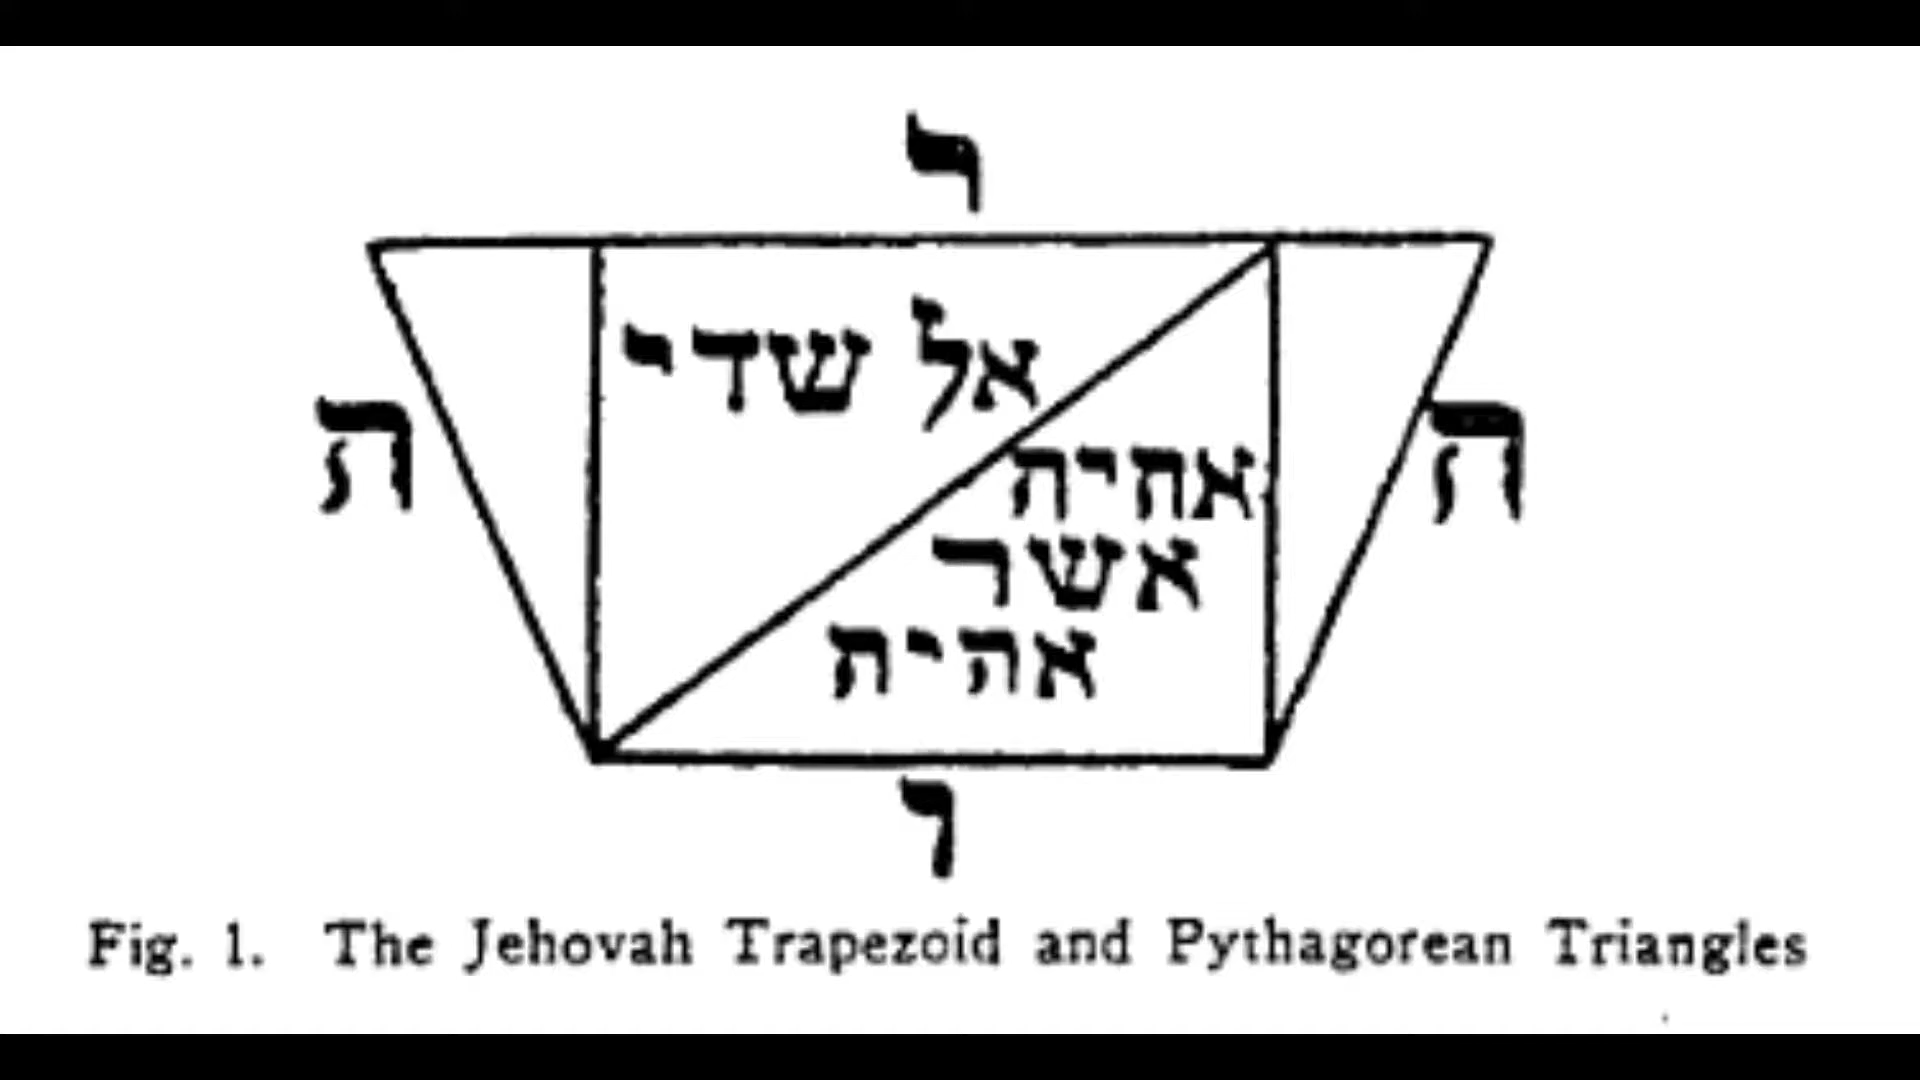 י
אל שדי
ה
ה
אהיה
אשר
אהיה
ו
Fig. 1. The Jehovah Trapezoid and Pythagorean Triangles